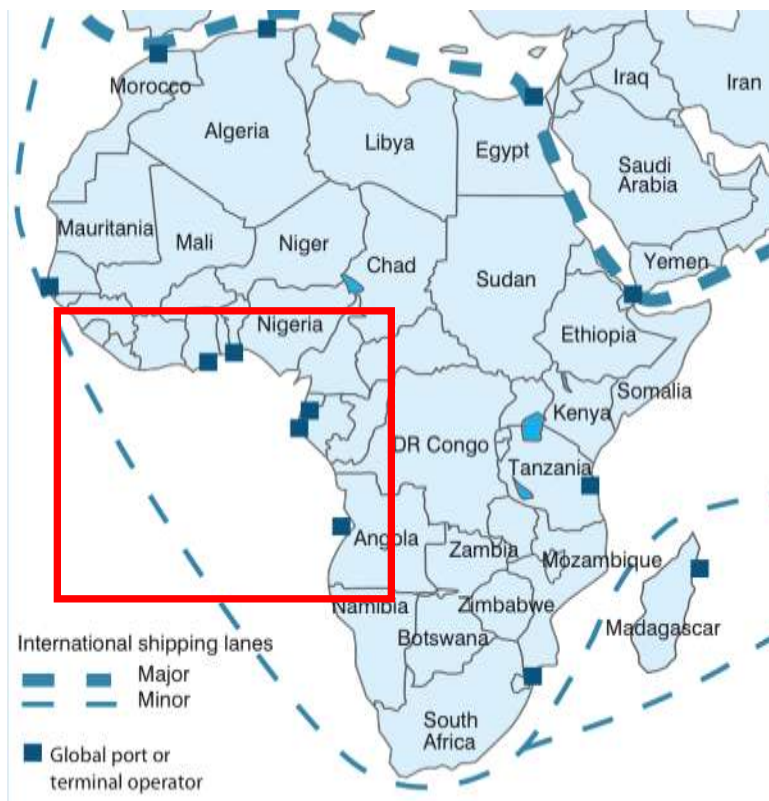 Morocco
Iraq
Iran
Algeria
Libya
Egypt
Saudi
Arabia
Mauritania
Mali
Niger
Chad
Sudan
Yemen
Nigeria
Ethiopia
Somalia
Kenya
DR Congo
Tanzania
Angola
Zambia
Mozambique
Namibia
Zimbabwe
Botswana
Madagascar
South
Africa
International shipping lanes
Major
Minor
Global port or
terminal operator